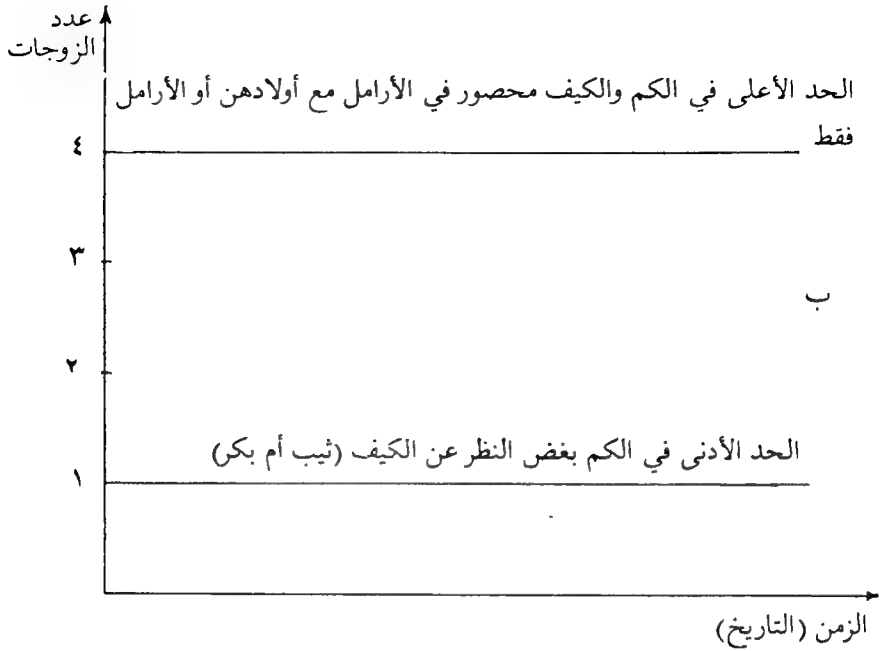 عدد
الزوجات
الحد الأعلى في الكم والكيف محصور في الأرامل مع أولادهن أو الأرامل
فقط
٤
٣
ب
٢
الحد الأدنى في الكم بغض النظر عن الكيف (ثيب أم بكر)
١
الزمن (التاريخ)